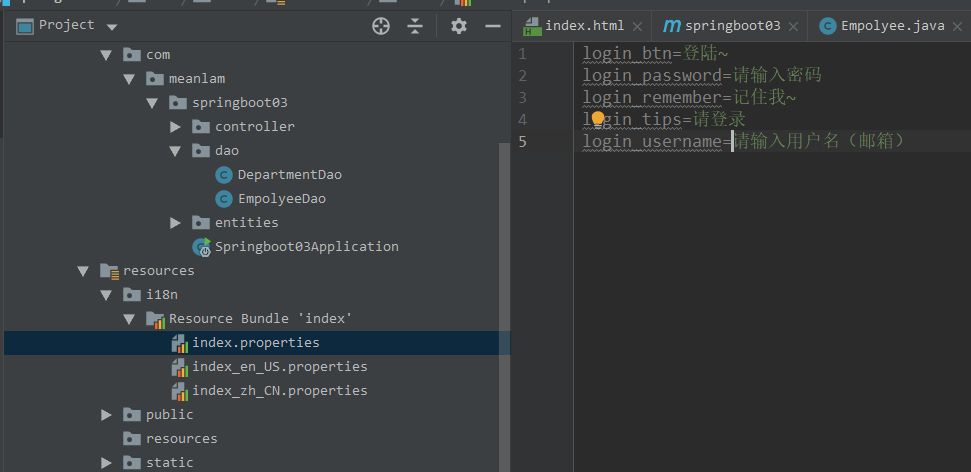 Project
com
meanlam
springboot03
controller
dao
DepartmentDao
EmpolyeeDao
entities
Springboot03Application
resources
i18n
Resource Bundle 'index'
index.properties
index_en_US.properties
index_zh_CN.properties
public
resources
static
index.html
springboot03
Empolyee.java
1 login_btn=登陆~
2 login_password=请输入密码
3 login_remember=记住我~
4 login_tips=请登录
5 login_username=请输入用户名（邮箱）